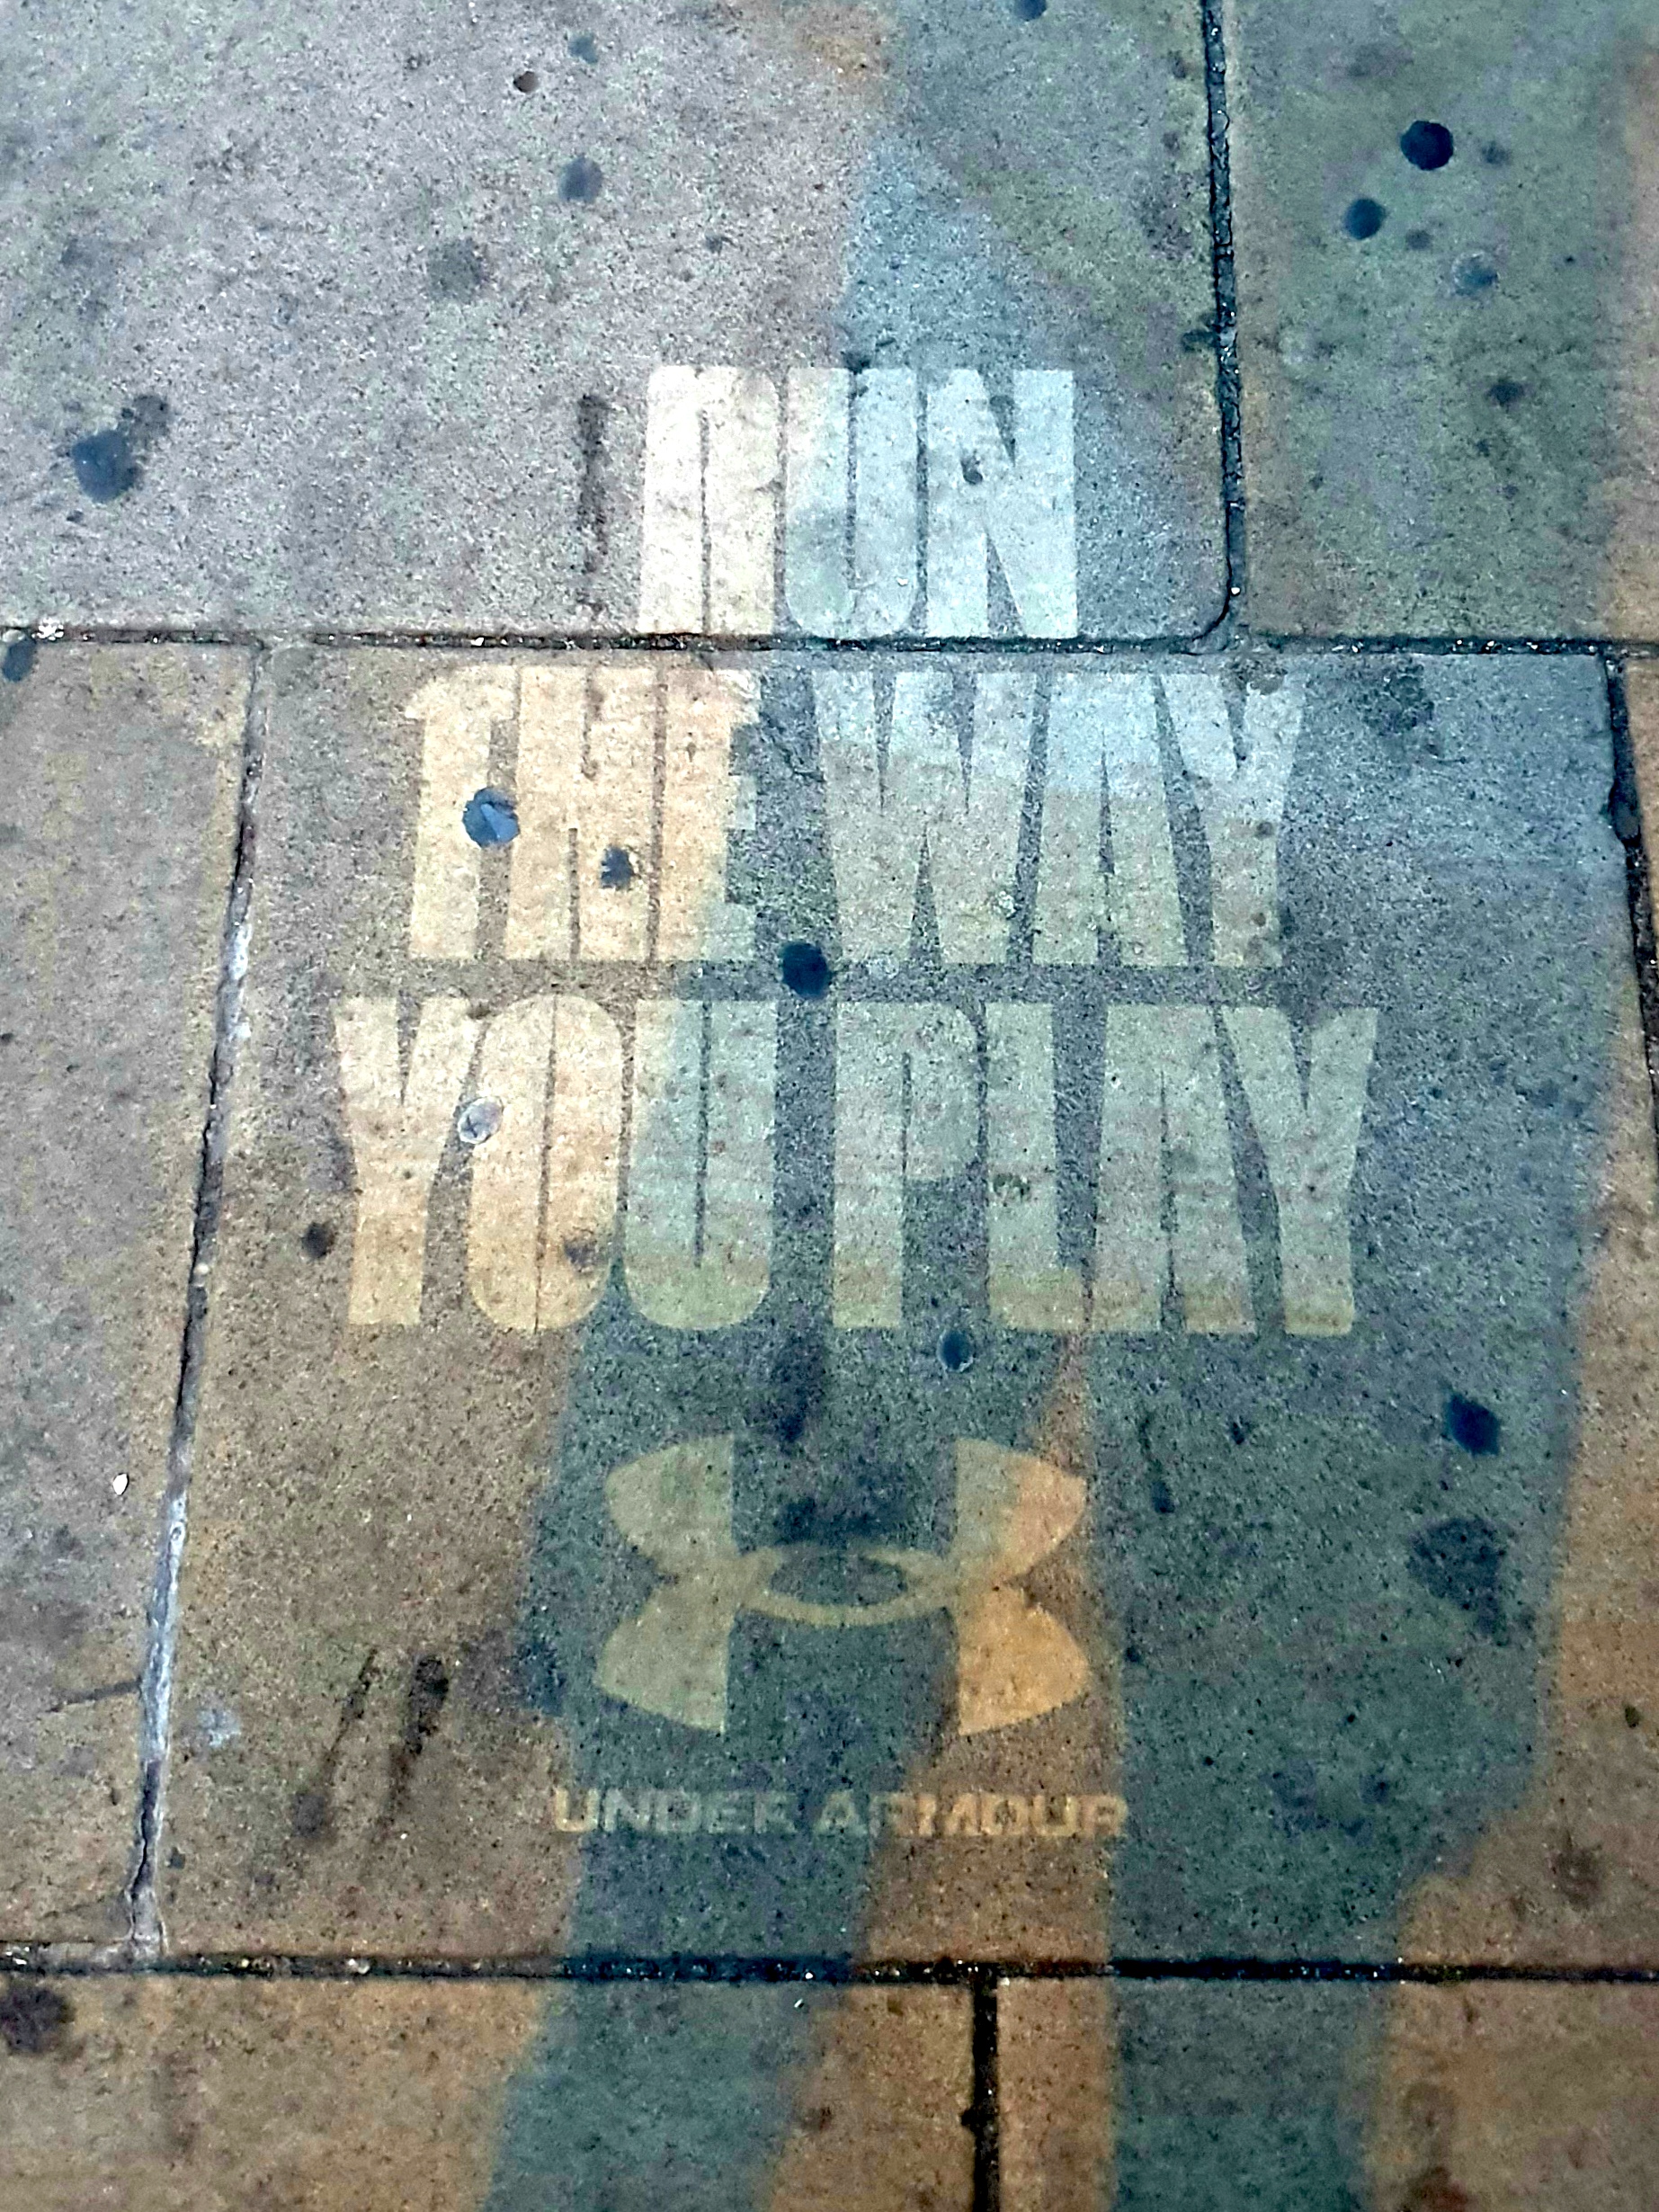 RUN
THE WAY
YOU PLAY
UNDER ARMOUR